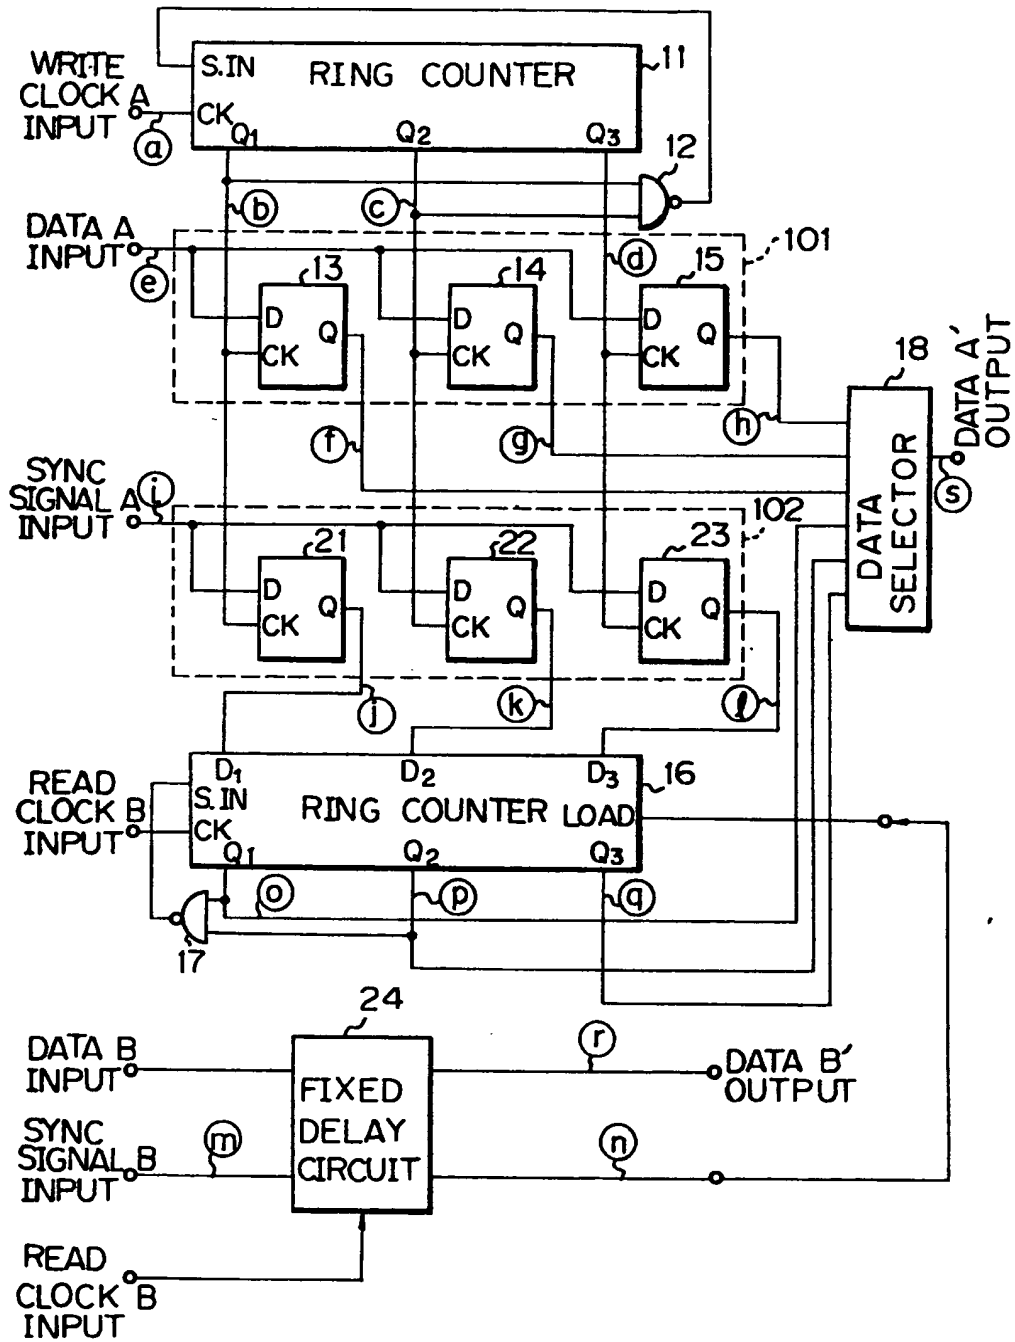 WRITE
CLOCK A
INPUT
a
S.IN
RING COUNTER
11
CK
Q1
Q2
Q3
12
b
c
d
DATA A
INPUT
e
101
13
14
15
D
Q
CK
D
Q
CK
D
Q
CK
18
DATA A'
OUTPUT
f
g
h
DATA
SELECTOR
s
SYNC
SIGNAL A
INPUT
i
102
21
22
23
D
Q
CK
D
Q
CK
D
Q
CK
j
k
l
READ
CLOCK B
INPUT
D1
D2
D3
16
S.IN
RING COUNTER
LOAD
CK
Q1
Q2
Q3
o
p
q
17
24
DATA B
INPUT
r
DATA B'
OUTPUT
FIXED
DELAY
CIRCUIT
SYNC
SIGNAL B
INPUT
m
n
READ
CLOCK B
INPUT